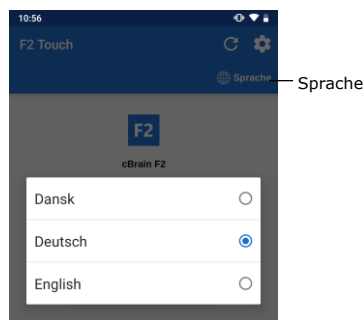 10:56
F2 Touch
Sprache
Sprache
F2
cBrain F2
Dansk
Deutsch
English